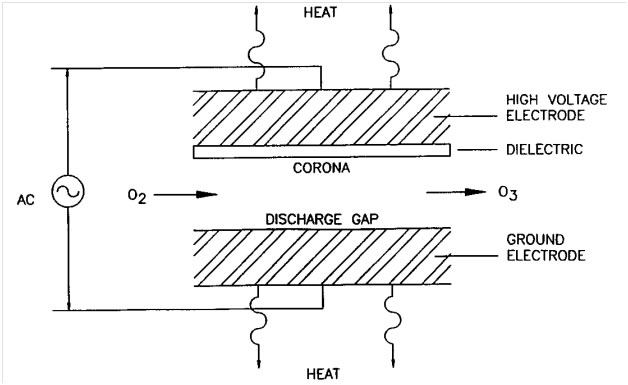 HEAT
HIGH VOLTAGE
ELECTRODE
DIELECTRIC
CORONA
AC
O2
O3
DISCHARGE GAP
GROUND
ELECTRODE
HEAT